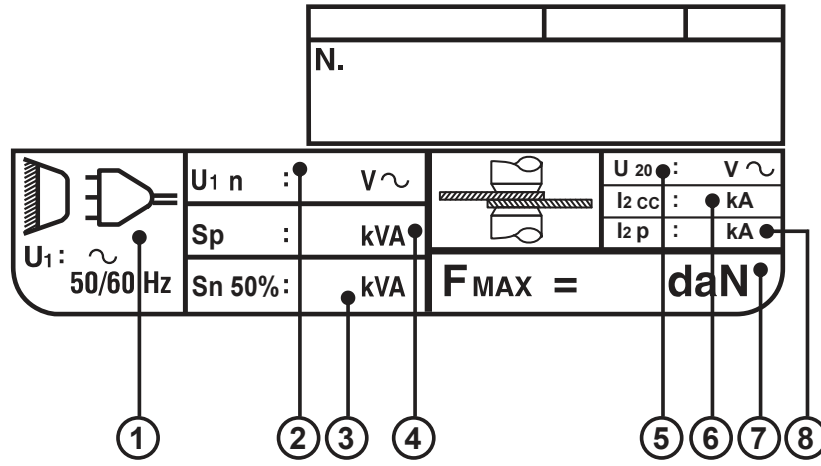 N.
U1 n : V~
Sp : kVA
Sn 50%: kVA
U1: ~
50/60 Hz
U 20 : V~
I2 CC : kA
I2 p : kA
FMAX = daN
1 2 3 4 5 6 7 8